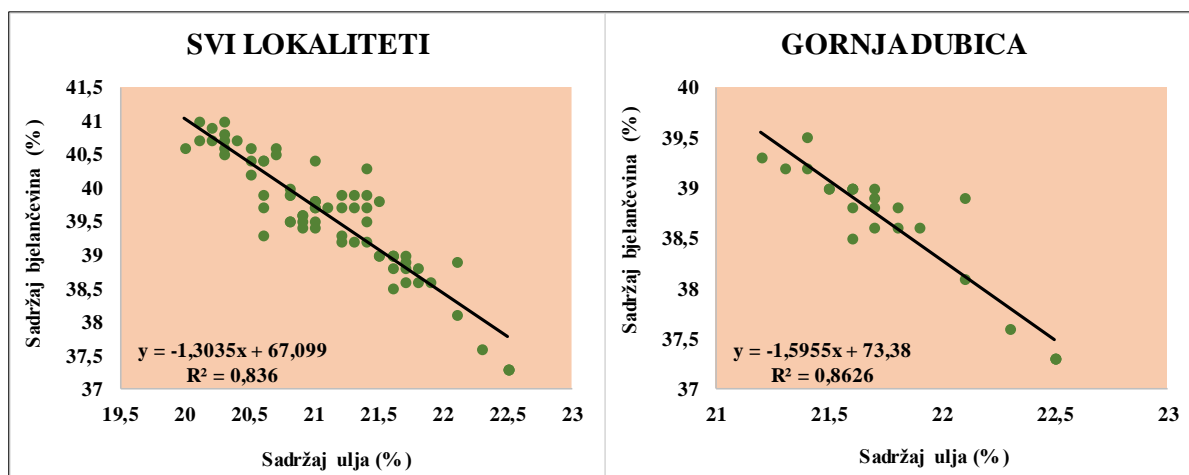 SVI LOKALITETI
Sadržaj bjelančevina (%)
41,5
41
40,5
40
39,5
39
38,5
38
37,5
37
y = -1,3035x + 67,099
R² = 0,836
19,5 20 20,5 21 21,5 22 22,5 23
Sadržaj ulja (%)
GORNJA DUBICA
Sadržaj bjelančevina (%)
40
39,5
39
38,5
38
37,5
37
y = -1,5955x + 73,38
R² = 0,8626
21 21,5 22 22,5 23
Sadržaj ulja (%)